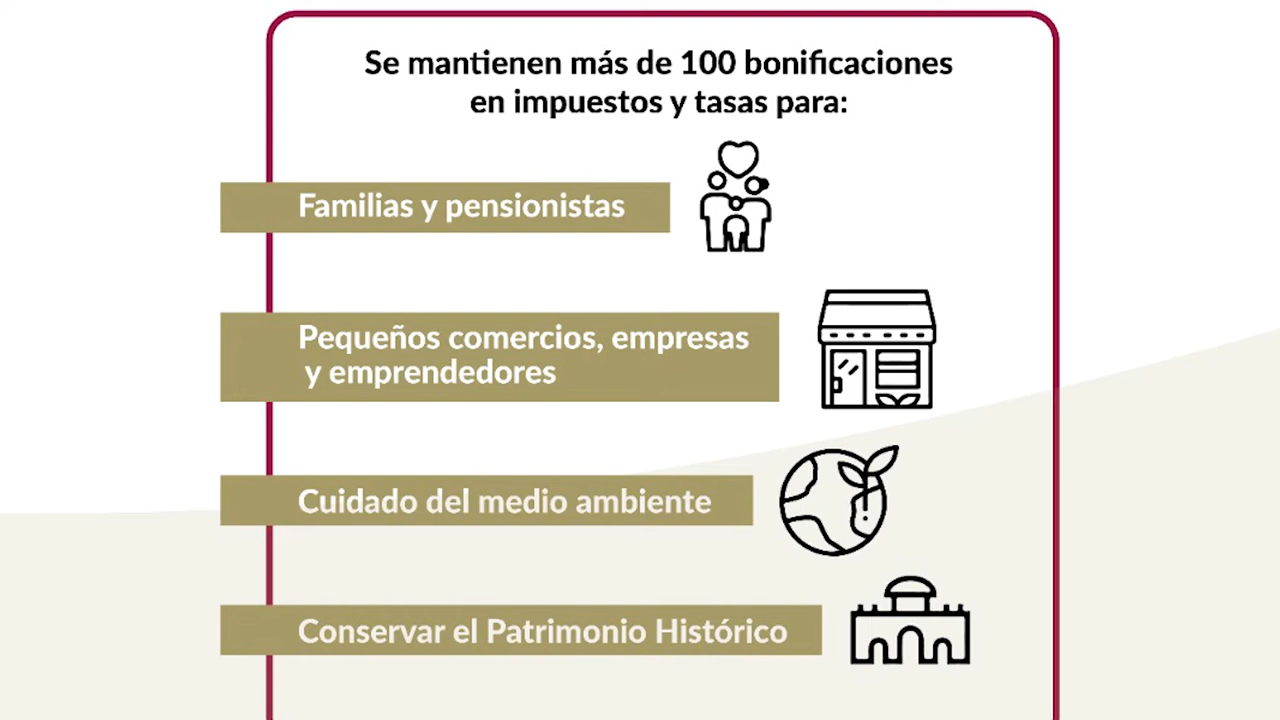 Se mantienen más de 100 bonificaciones
en impuestos y tasas para:
Familias y pensionistas
Pequeños comercios, empresas
y emprendedores
Cuidado del medio ambiente
Conservar el Patrimonio Histórico